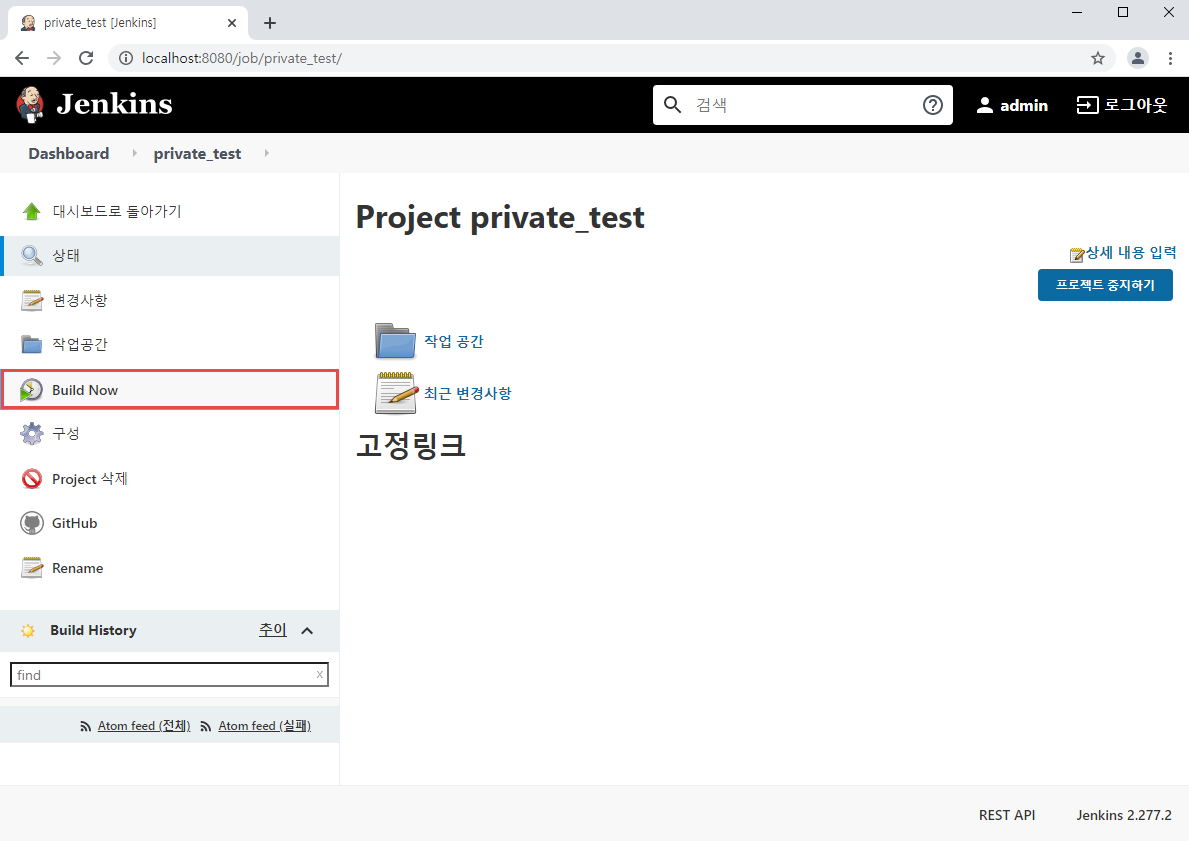 private_test [Jenkins]
localhost:8080/job/private_test/
Jenkins
검색
admin
로그아웃
Dashboard
private_test
대시보드로 돌아가기
상태
변경사항
작업공간
Build Now
구성
Project 삭제
GitHub
Rename
Build History
추이
find
x
Atom feed (전체)
Atom feed (실패)
Project private_test
상세 내용 입력
프로젝트 중지하기
작업 공간
최근 변경사항
고정링크
REST API
Jenkins 2.277.2